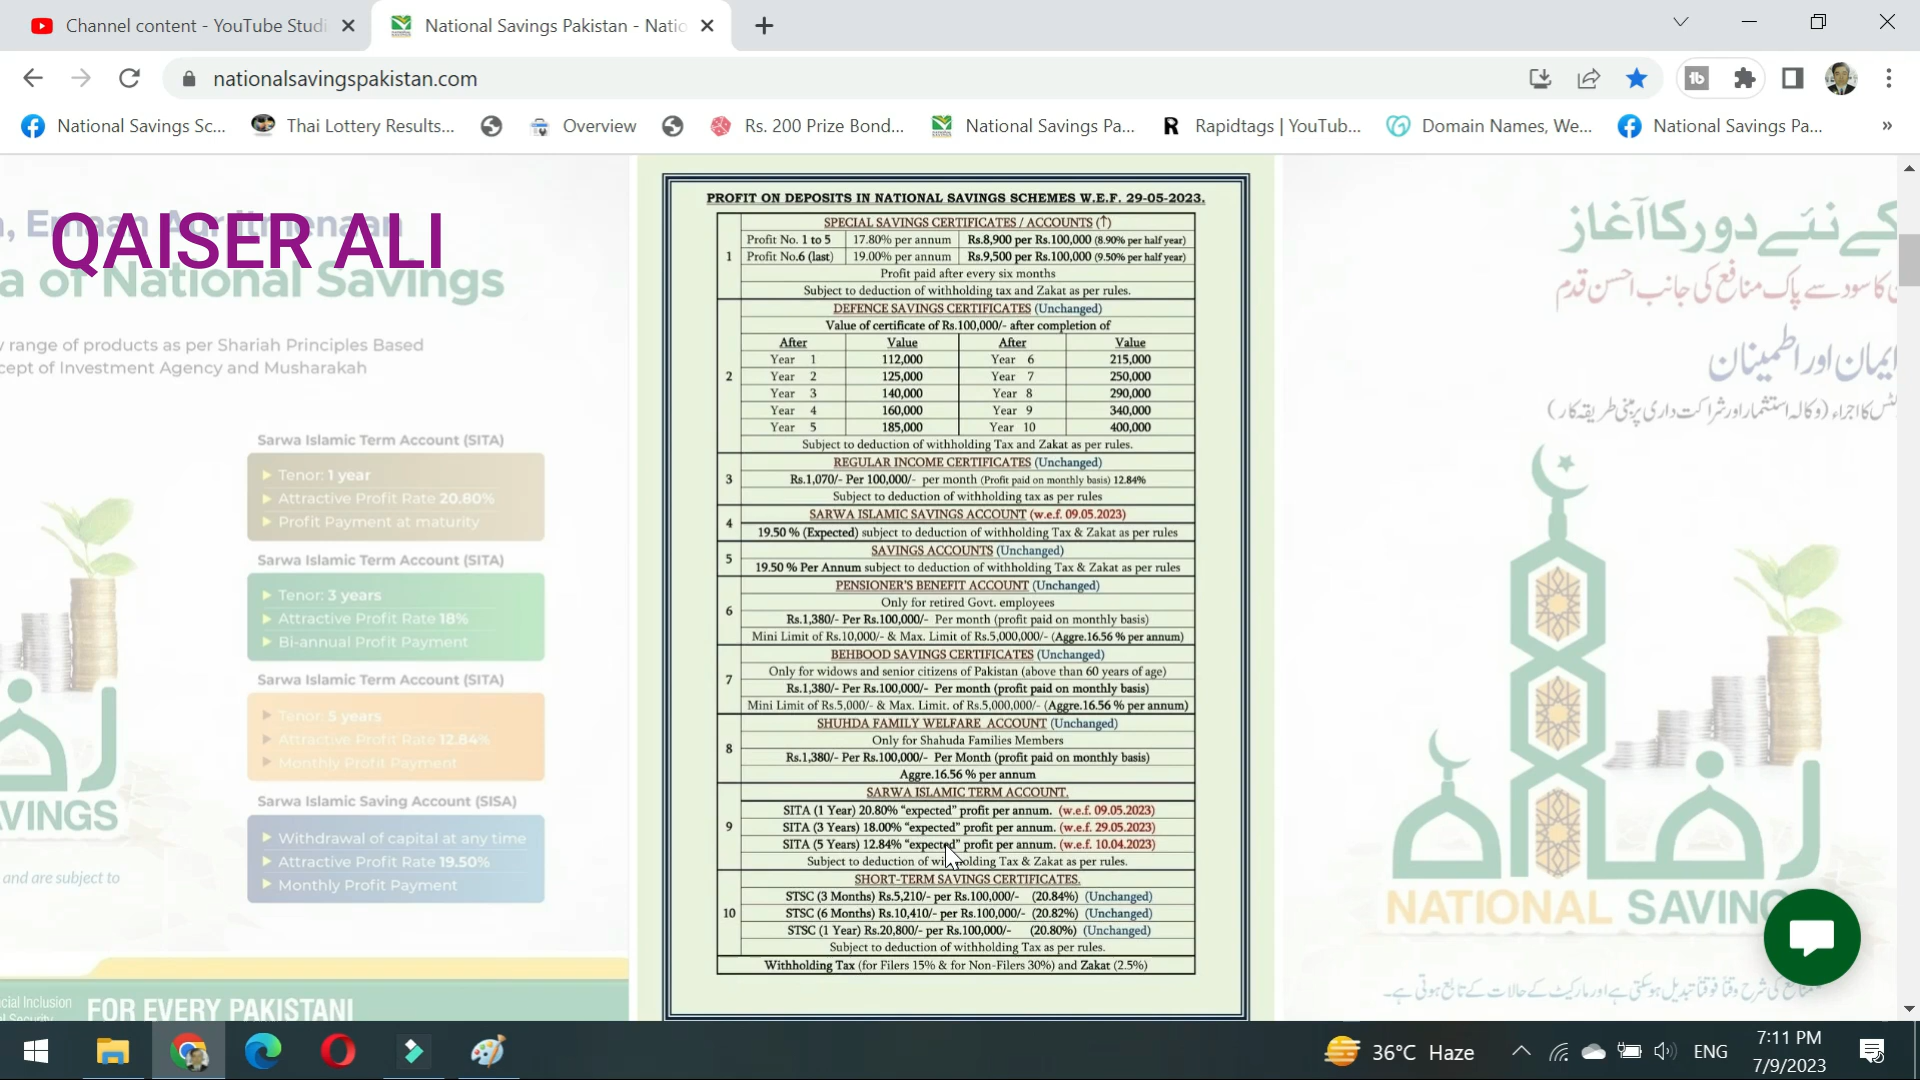 Channel content - YouTube Studi
National Savings Pakistan - Natio
nationalsavingspakistan.com
National Savings Sc...
Thai Lottery Results...
Overview
Rs. 200 Prize Bond...
National Savings Pa...
Rapidtags | YouTub...
Domain Names, We...
National Savings Pa...
»
QAISER ALI
a of National Savings
y range of products as per Shariah Principles Based
cept of Investment Agency and Musharakah
Sarwa Islamic Term Account (SITA)
Tenor: 1 year
Attractive Profit Rate 20.80%
Profit Payment at maturity
Sarwa Islamic Term Account (SITA)
Tenor: 3 years
Attractive Profit Rate 18%
Bi-annual Profit Payment
Sarwa Islamic Term Account (SITA)
Tenor: 5 years
Attractive Profit Rate 12.84%
Monthly Profit Payment
Sarwa Islamic Saving Account (SISA)
Withdrawal of capital at any time
Attractive Profit Rate 19.50%
Monthly Profit Payment
and are subject to
VINGS
cial Inclusion
Security
FOR EVERY PAKISTANI
PROFIT ON DEPOSITS IN NATIONAL SAVINGS SCHEMES W.E.F. 29-05-2023.
1
SPECIAL SAVINGS CERTIFICATES / ACCOUNTS (↑)
Profit No. 1 to 5 17.80% per annum Rs.8,900 per Rs.100,000 (8.90% per half year)
Profit No.6 (last) 19.00% per annum Rs.9,500 per Rs.100,000 (9.50% per half year)
Profit paid after every six months
Subject to deduction of withholding tax and Zakat as per rules.
2
DEFENCE SAVINGS CERTIFICATES (Unchanged)
Value of certificate of Rs.100,000/- after completion of
After Value After Value
Year 1 112,000 Year 6 215,000
Year 2 125,000 Year 7 250,000
Year 3 140,000 Year 8 290,000
Year 4 160,000 Year 9 340,000
Year 5 185,000 Year 10 400,000
Subject to deduction of withholding Tax and Zakat as per rules.
3
REGULAR INCOME CERTIFICATES (Unchanged)
Rs.1,070/- Per 100,000/- per month (Profit paid on monthly basis) 12.84%
Subject to deduction of withholding tax as per rules
4
SARWA ISLAMIC SAVINGS ACCOUNT (w.e.f. 09.05.2023)
19.50 % (Expected) subject to deduction of withholding Tax & Zakat as per rules
5
SAVINGS ACCOUNTS (Unchanged)
19.50 % Per Annum subject to deduction of withholding Tax & Zakat as per rules
6
PENSIONER'S BENEFIT ACCOUNT (Unchanged)
Only for retired Govt. employees
Rs.1,380/- Per Rs.100,000/- Per month (profit paid on monthly basis)
Mini Limit of Rs.10,000/- & Max. Limit of Rs.5,000,000/- (Aggre.16.56 % per annum)
7
BEHBOOD SAVINGS CERTIFICATES (Unchanged)
Only for widows and senior citizens of Pakistan (above than 60 years of age)
Rs.1,380/- Per Rs.100,000/- Per month (profit paid on monthly basis)
Mini Limit of Rs.5,000/- & Max. Limit. of Rs.5,000,000/- (Aggre.16.56 % per annum)
8
SHUHDA FAMILY WELFARE ACCOUNT (Unchanged)
Only for Shahuda Families Members
Rs.1,380/- Per Rs.100,000/- Per Month (profit paid on monthly basis)
Aggre.16.56 % per annum
9
SARWA ISLAMIC TERM ACCOUNT.
SITA (1 Year) 20.80% “expected” profit per annum. (w.e.f. 09.05.2023)
SITA (3 Years) 18.00% “expected” profit per annum. (w.e.f. 29.05.2023)
SITA (5 Years) 12.84% “expected” profit per annum. (w.e.f. 10.04.2023)
Subject to deduction of withholding Tax & Zakat as per rules.
10
SHORT-TERM SAVINGS CERTIFICATES.
STSC (3 Months) Rs.5,210/- per Rs.100,000/- (20.84%) (Unchanged)
STSC (6 Months) Rs.10,410/- per Rs.100,000/- (20.82%) (Unchanged)
STSC (1 Year) Rs.20,800/- per Rs.100,000/- (20.80%) (Unchanged)
Subject to deduction of withholding Tax as per rules.
Withholding Tax (for Filers 15% & for Non-Filers 30%) and Zakat (2.5%)
کے نئے دور کا آغاز
کا سود سے پاک منافع کی جانب احسن قدم
ایمان اور اطمینان
NATIONAL SAVING
36°C Haze
ENG
7:11 PM
7/9/2023